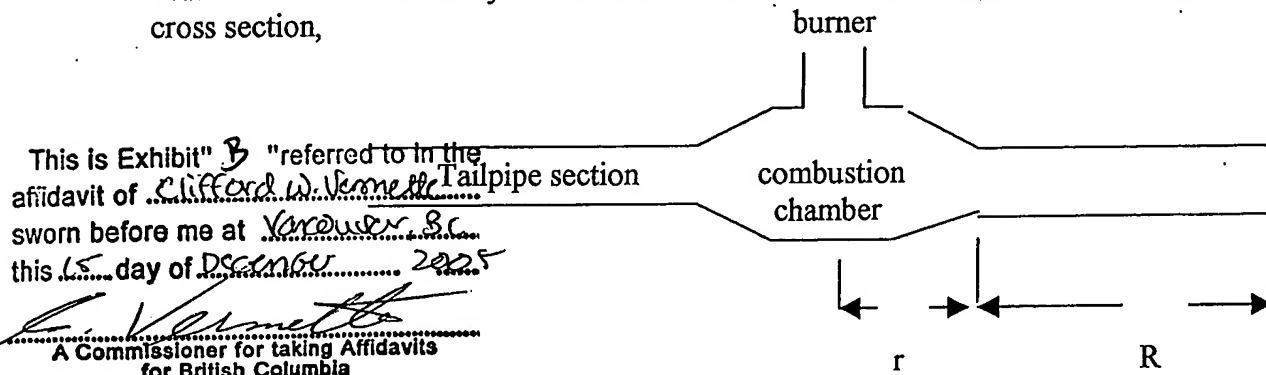 cross section,
burner
This is Exhibit" B "referred to in the
affidavit of Clifford W. Vermette
sworn before me at Vancouver, BC
this 15 day of December 2005
A Commissioner for taking Affidavits
for British Columbia
Tailpipe section
combustion
chamber
r
R